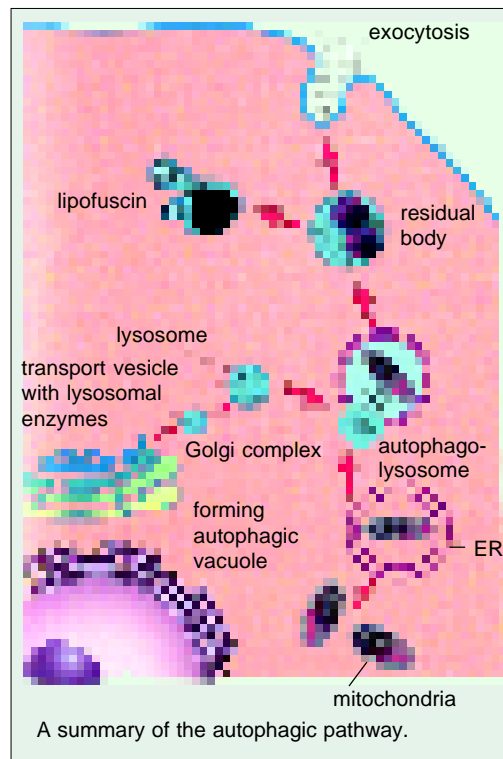 exocytosis
lipofuscin
residual
body
lysosome
transport vesicle
with lysosomal
enzymes
Golgi complex
autophago-
lysosome
forming
autophagic
vacuole
ER
mitochondria
A summary of the autophagic pathway.